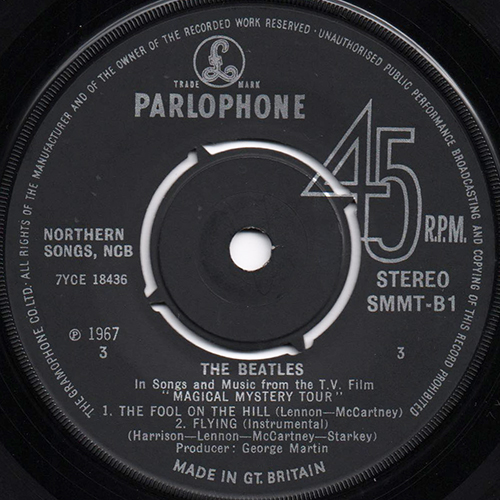 THE GRAMOPHONE CO. LTD. · ALL RIGHTS OF THE MANUFACTURER AND OF THE OWNER OF THE RECORDED WORK RESERVED · UNAUTHORISED PUBLIC PERFORMANCE BROADCASTING AND COPYING OF THIS RECORD PROHIBITED
£
TRADE MARK
PARLOPHONE
45
R.P.M.
NORTHERN
SONGS, NCB
7YCE 18436
STEREO
SMMT-B1
℗ 1967
3
3
THE BEATLES
In Songs and Music from the T.V. Film
"MAGICAL MYSTERY TOUR"
1. THE FOOL ON THE HILL (Lennon—McCartney)
2. FLYING (Instrumental)
(Harrison—Lennon—McCartney—Starkey)
Producer: George Martin
MADE IN GT. BRITAIN